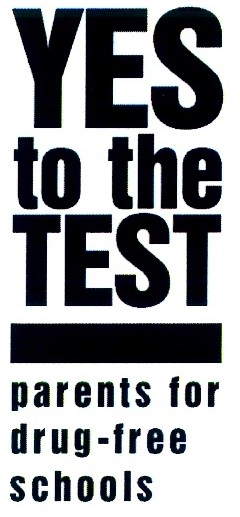 YES
to the
TEST
parents for
drug-free
schools